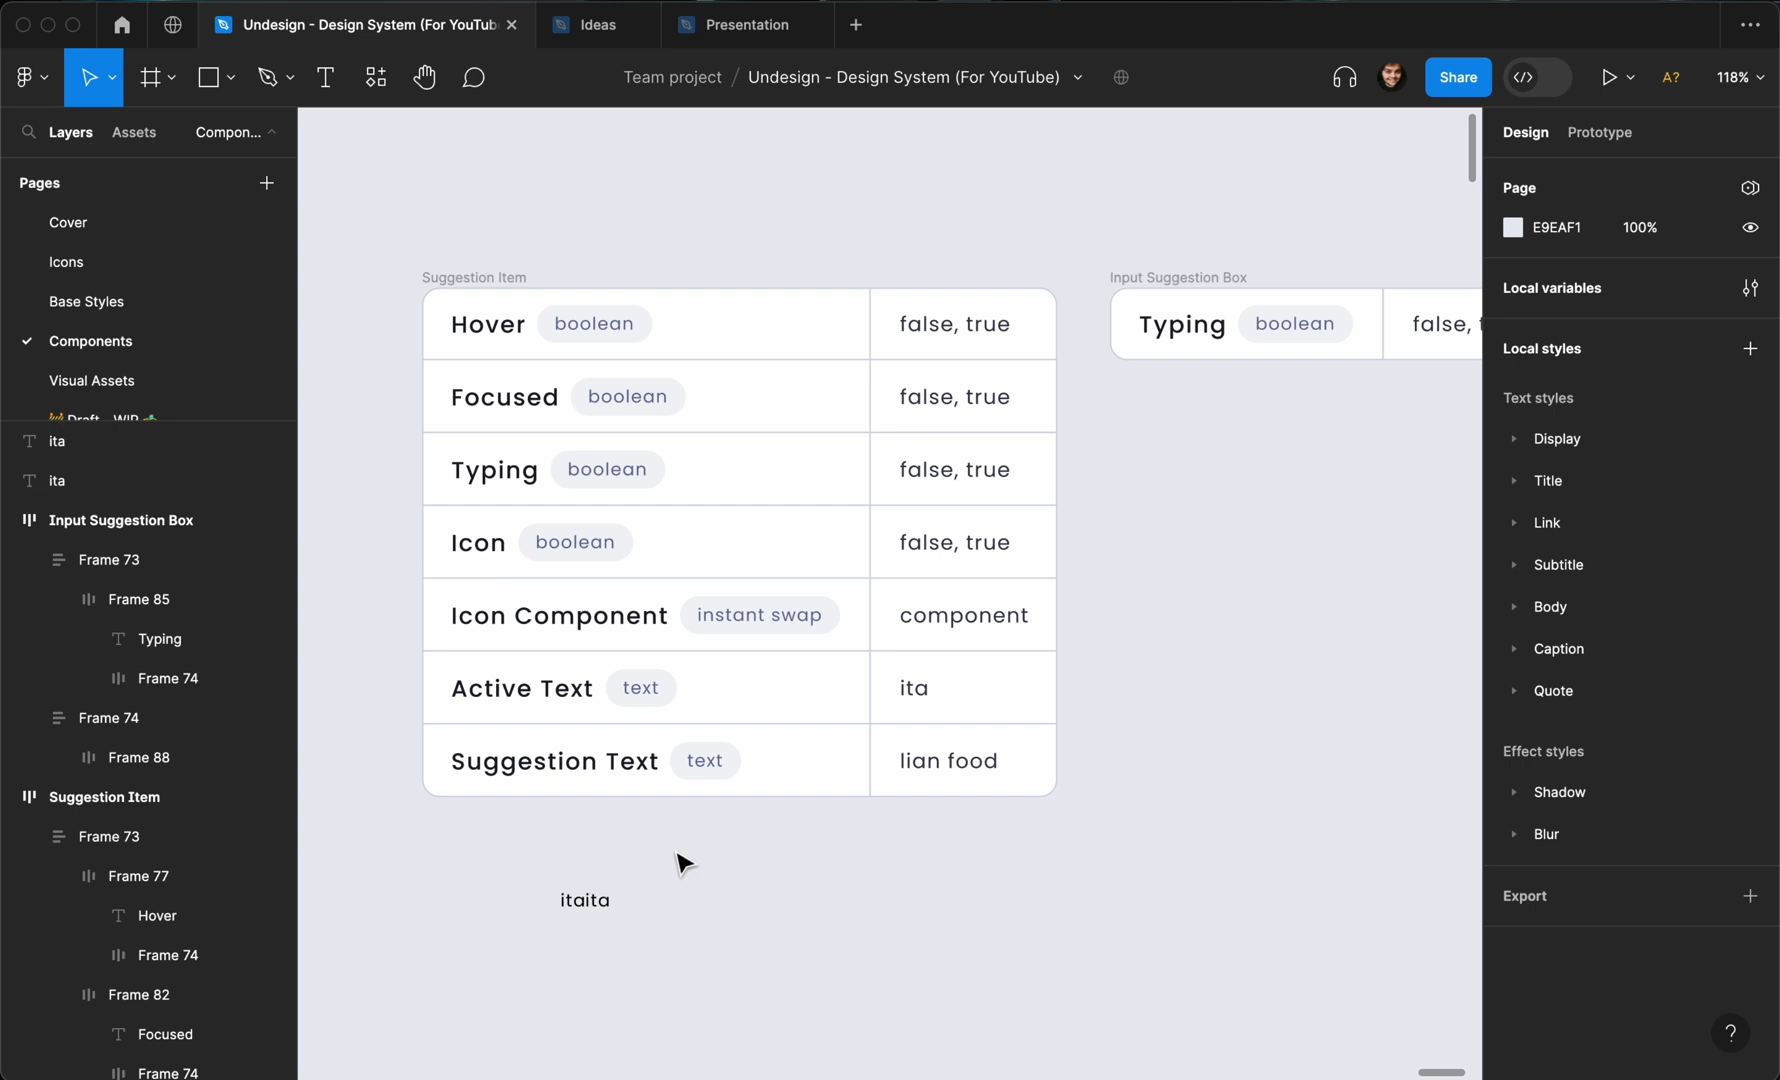 Undesign - Design System (For YouTub
Ideas
Presentation
Team project / Undesign - Design System (For YouTube)
Share
A?
118%
Layers
Assets
Compon...
Pages
Cover
Icons
Base Styles
Components
Visual Assets
Draft - WIP
ita
ita
Input Suggestion Box
Frame 73
Frame 85
Typing
Frame 74
Frame 74
Frame 88
Suggestion Item
Frame 73
Frame 77
Hover
Frame 74
Frame 82
Focused
Frame 74
Suggestion Item
Hover boolean false, true
Focused boolean false, true
Typing boolean false, true
Icon boolean false, true
Icon Component instant swap component
Active Text text ita
Suggestion Text text lian food
itaita
Input Suggestion Box
Typing boolean false, t
Design
Prototype
Page
E9EAF1 100%
Local variables
Local styles
Text styles
Display
Title
Link
Subtitle
Body
Caption
Quote
Effect styles
Shadow
Blur
Export
?